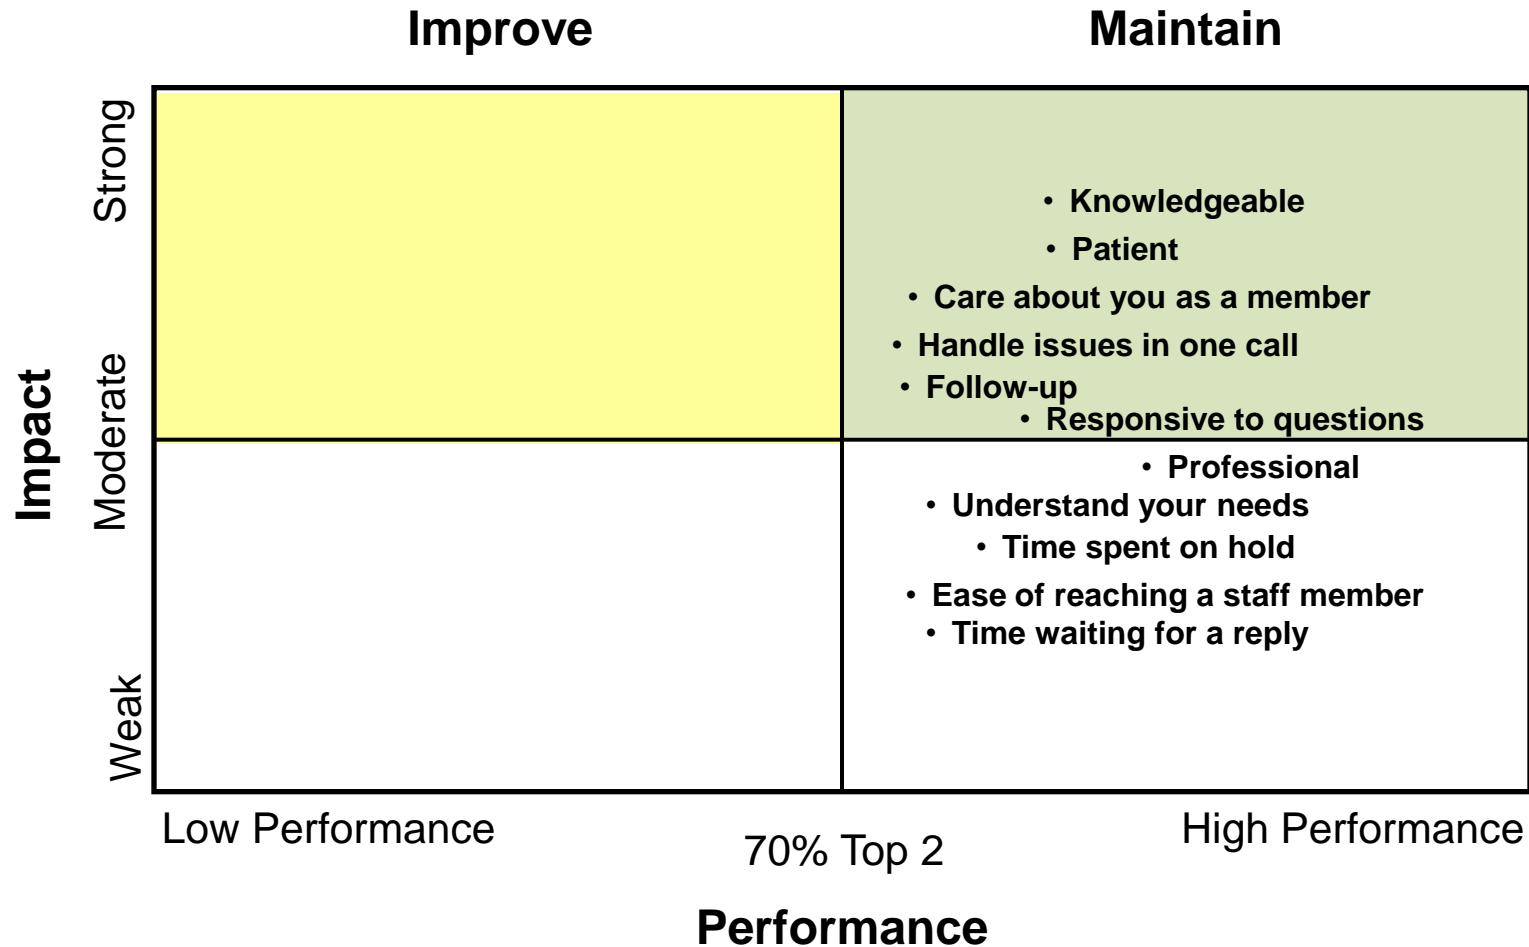 Improve
Maintain
Strong
Moderate
Weak
Impact
• Knowledgeable
• Patient
• Care about you as a member
• Handle issues in one call
• Follow-up
• Responsive to questions
• Professional
• Understand your needs
• Time spent on hold
• Ease of reaching a staff member
• Time waiting for a reply
Low Performance
70% Top 2
High Performance
Performance